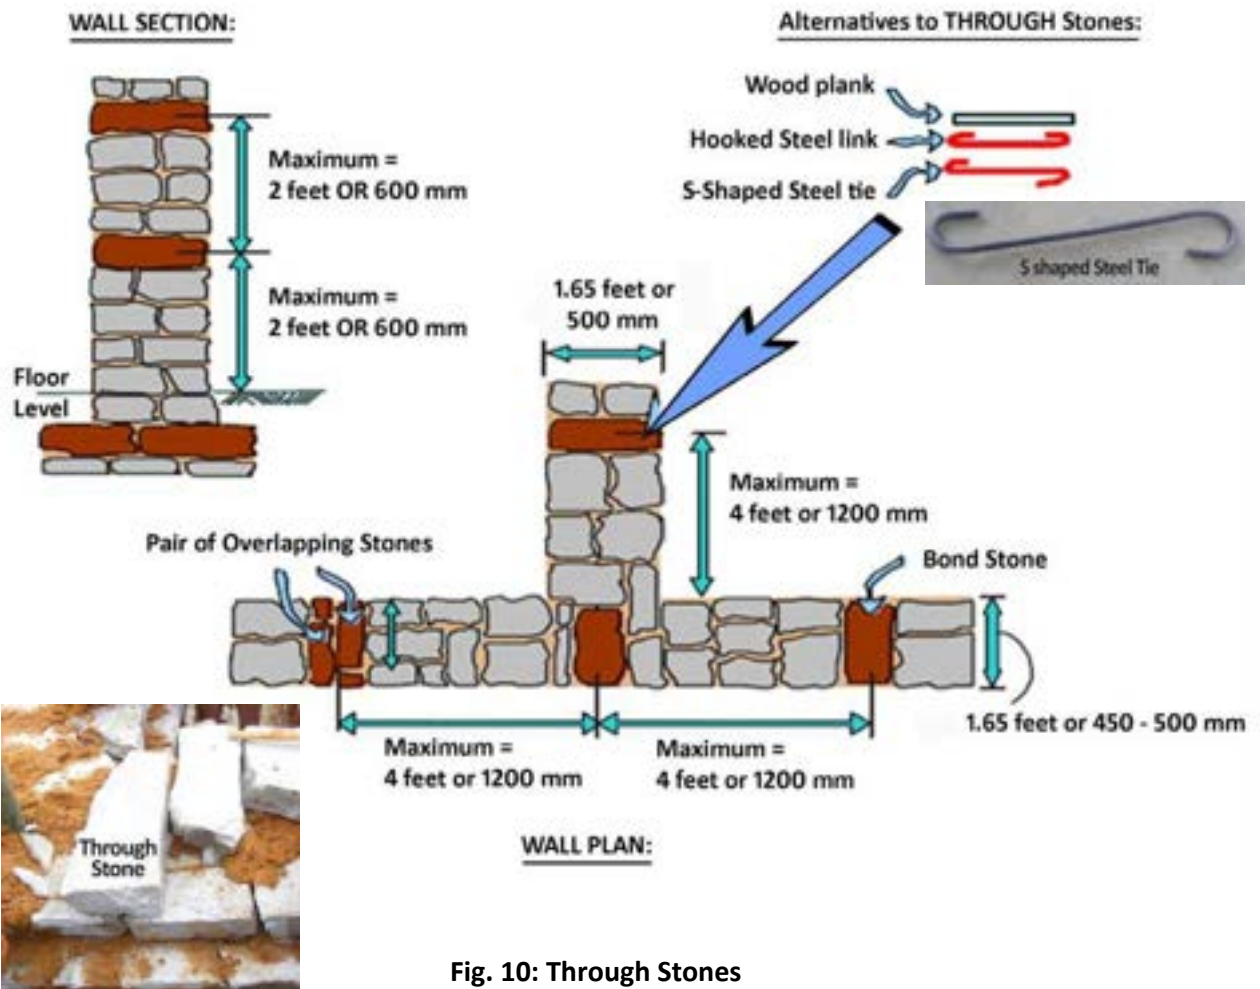 WALL SECTION:
Alternatives to THROUGH Stones:
Wood plank
Hooked Steel link
S-Shaped Steel tie
S shaped Steel Tie
Maximum =
2 feet OR 600 mm
Maximum =
2 feet OR 600 mm
Floor
Level
1.65 feet or
500 mm
Maximum =
4 feet or 1200 mm
Pair of Overlapping Stones
Bond Stone
1.65 feet or 450 - 500 mm
Maximum =
4 feet or 1200 mm
Maximum =
4 feet or 1200 mm
Through
Stone
WALL PLAN:
Fig. 10: Through Stones